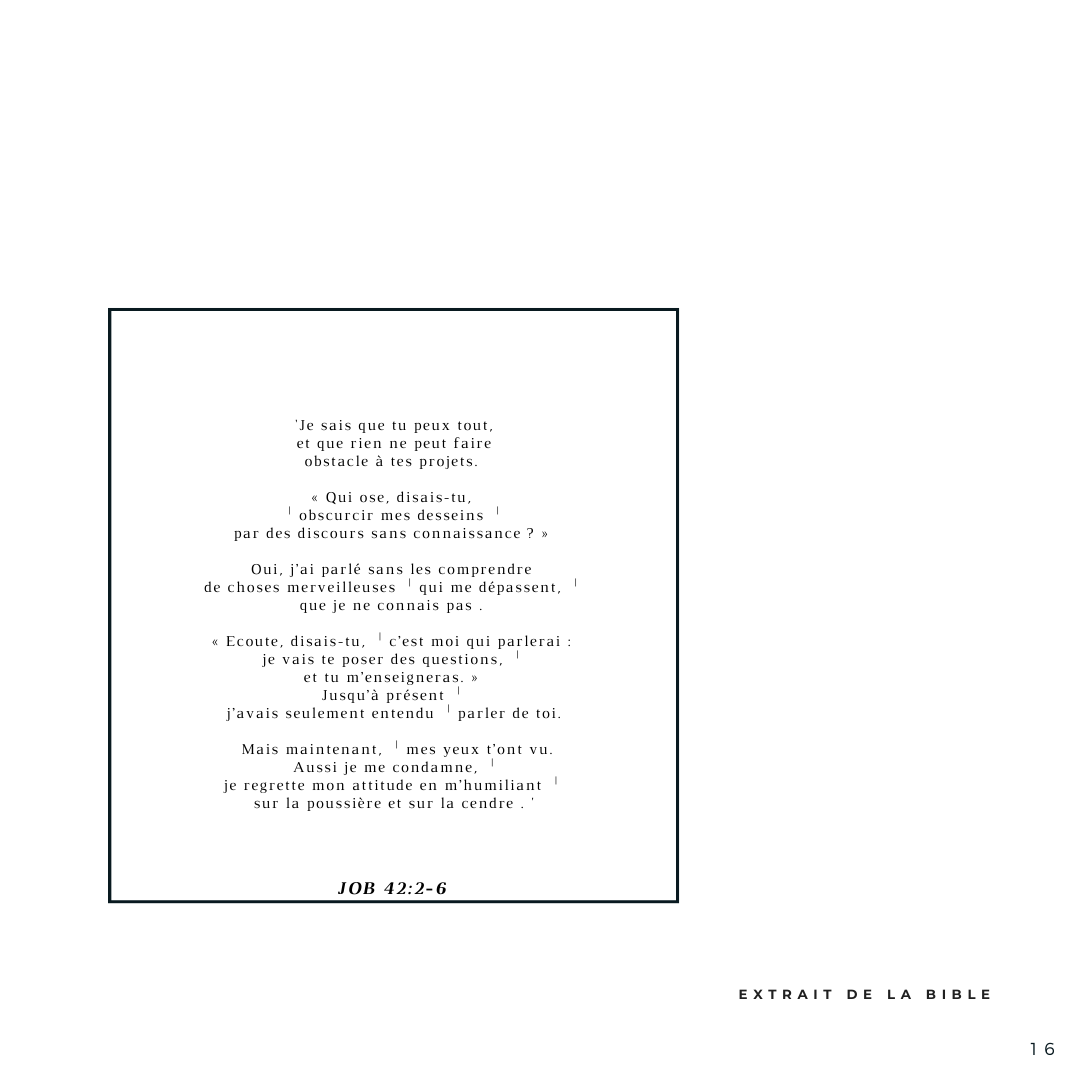 'Je sais que tu peux tout,
et que rien ne peut faire
obstacle à tes projets.
« Qui ose, disais-tu,
╵obscurcir mes desseins ╵
par des discours sans connaissance ? »
Oui, j'ai parlé sans les comprendre
de choses merveilleuses ╵qui me dépassent, ╵
que je ne connais pas .
« Ecoute, disais-tu, ╵c'est moi qui parlerai :
je vais te poser des questions, ╵
et tu m'enseigneras. »
Jusqu'à présent ╵
j'avais seulement entendu ╵parler de toi.
Mais maintenant, ╵mes yeux t'ont vu.
Aussi je me condamne, ╵
je regrette mon attitude en m'humiliant ╵
sur la poussière et sur la cendre . '
JOB 42:2-6
EXTRAIT DE LA BIBLE
16